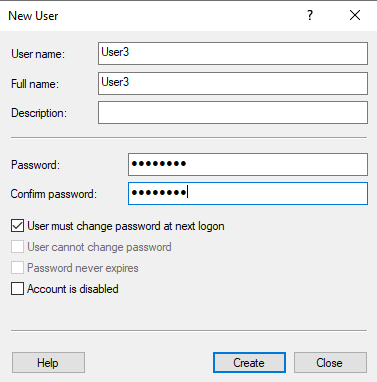 New User
User name: User3
Full name: User3
Description:
Password: ●●●●●●●●
Confirm password: ●●●●●●●●
User must change password at next logon
User cannot change password
Password never expires
Account is disabled
Help Create Close